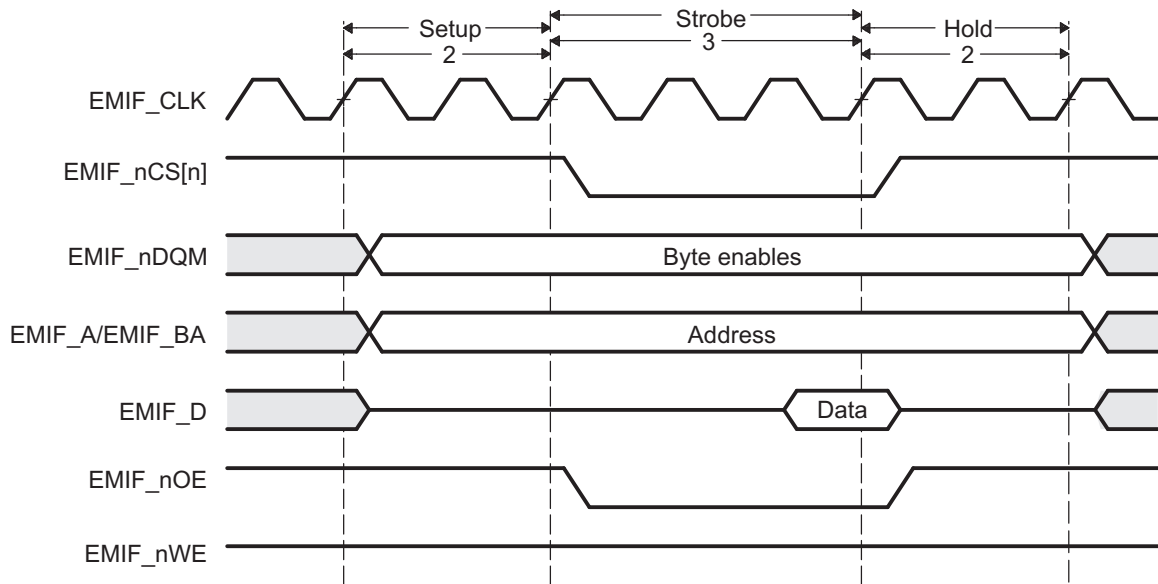 Setup
Strobe
Hold
2
3
2
EMIF_CLK
EMIF_nCS[n]
EMIF_nDQM
Byte enables
EMIF_A/EMIF_BA
Address
EMIF_D
Data
EMIF_nOE
EMIF_nWE